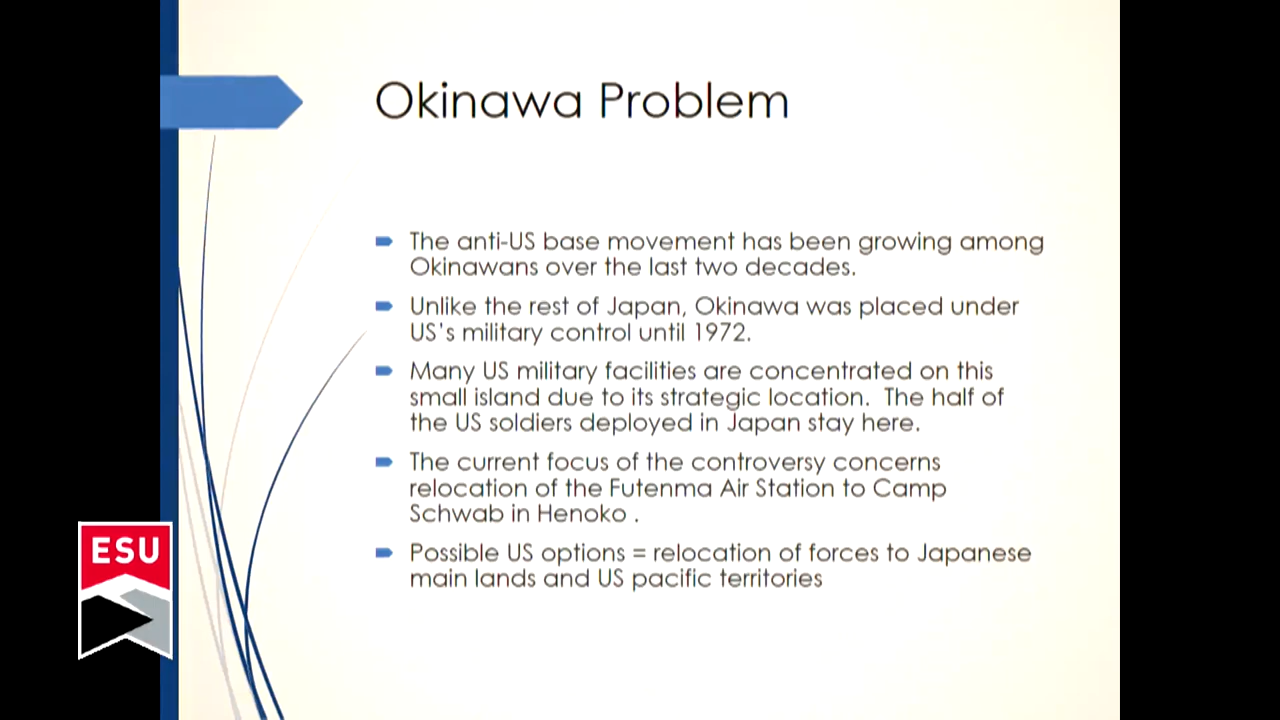 Okinawa Problem
The anti-US base movement has been growing among
Okinawans over the last two decades.
Unlike the rest of Japan, Okinawa was placed under
US's military control until 1972.
Many US military facilities are concentrated on this
small island due to its strategic location.  The half of
the US soldiers deployed in Japan stay here.
The current focus of the controversy concerns
relocation of the Futenma Air Station to Camp
Schwab in Henoko .
Possible US options = relocation of forces to Japanese
main lands and US pacific territories
ESU